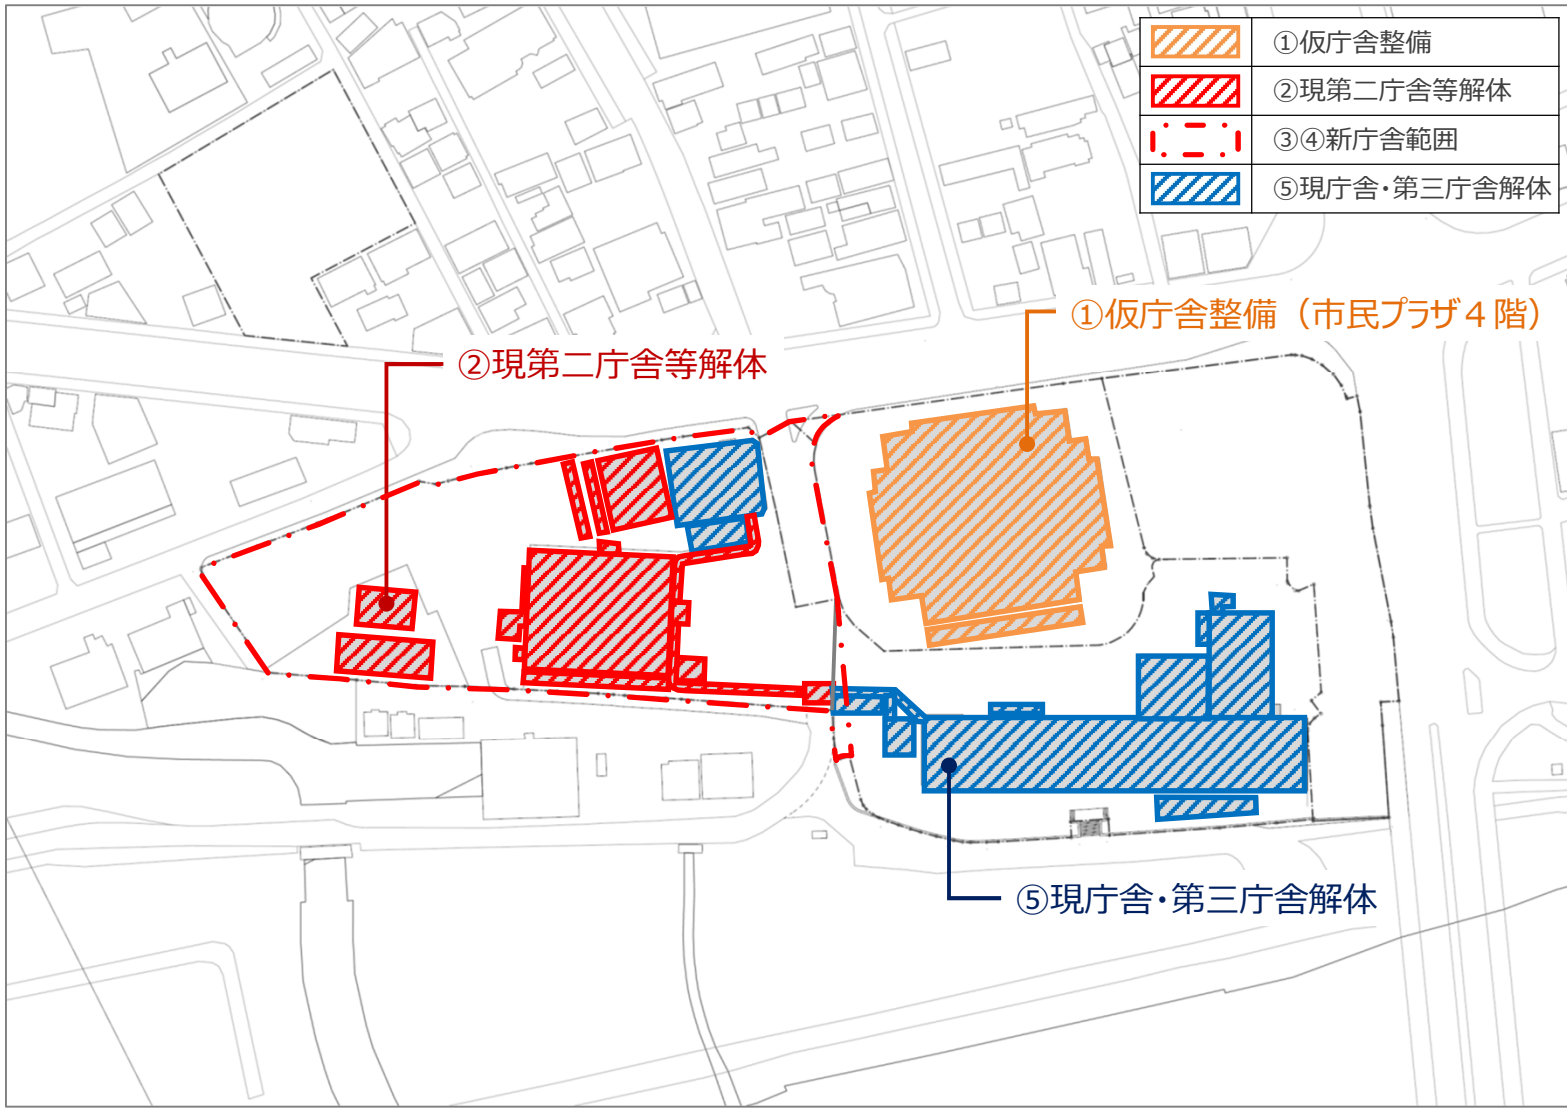 ①仮庁舎整備
②現第二庁舎等解体
③④新庁舎範囲
⑤現庁舎・第三庁舎解体
①仮庁舎整備（市民プラザ４階）
②現第二庁舎等解体
⑤現庁舎・第三庁舎解体